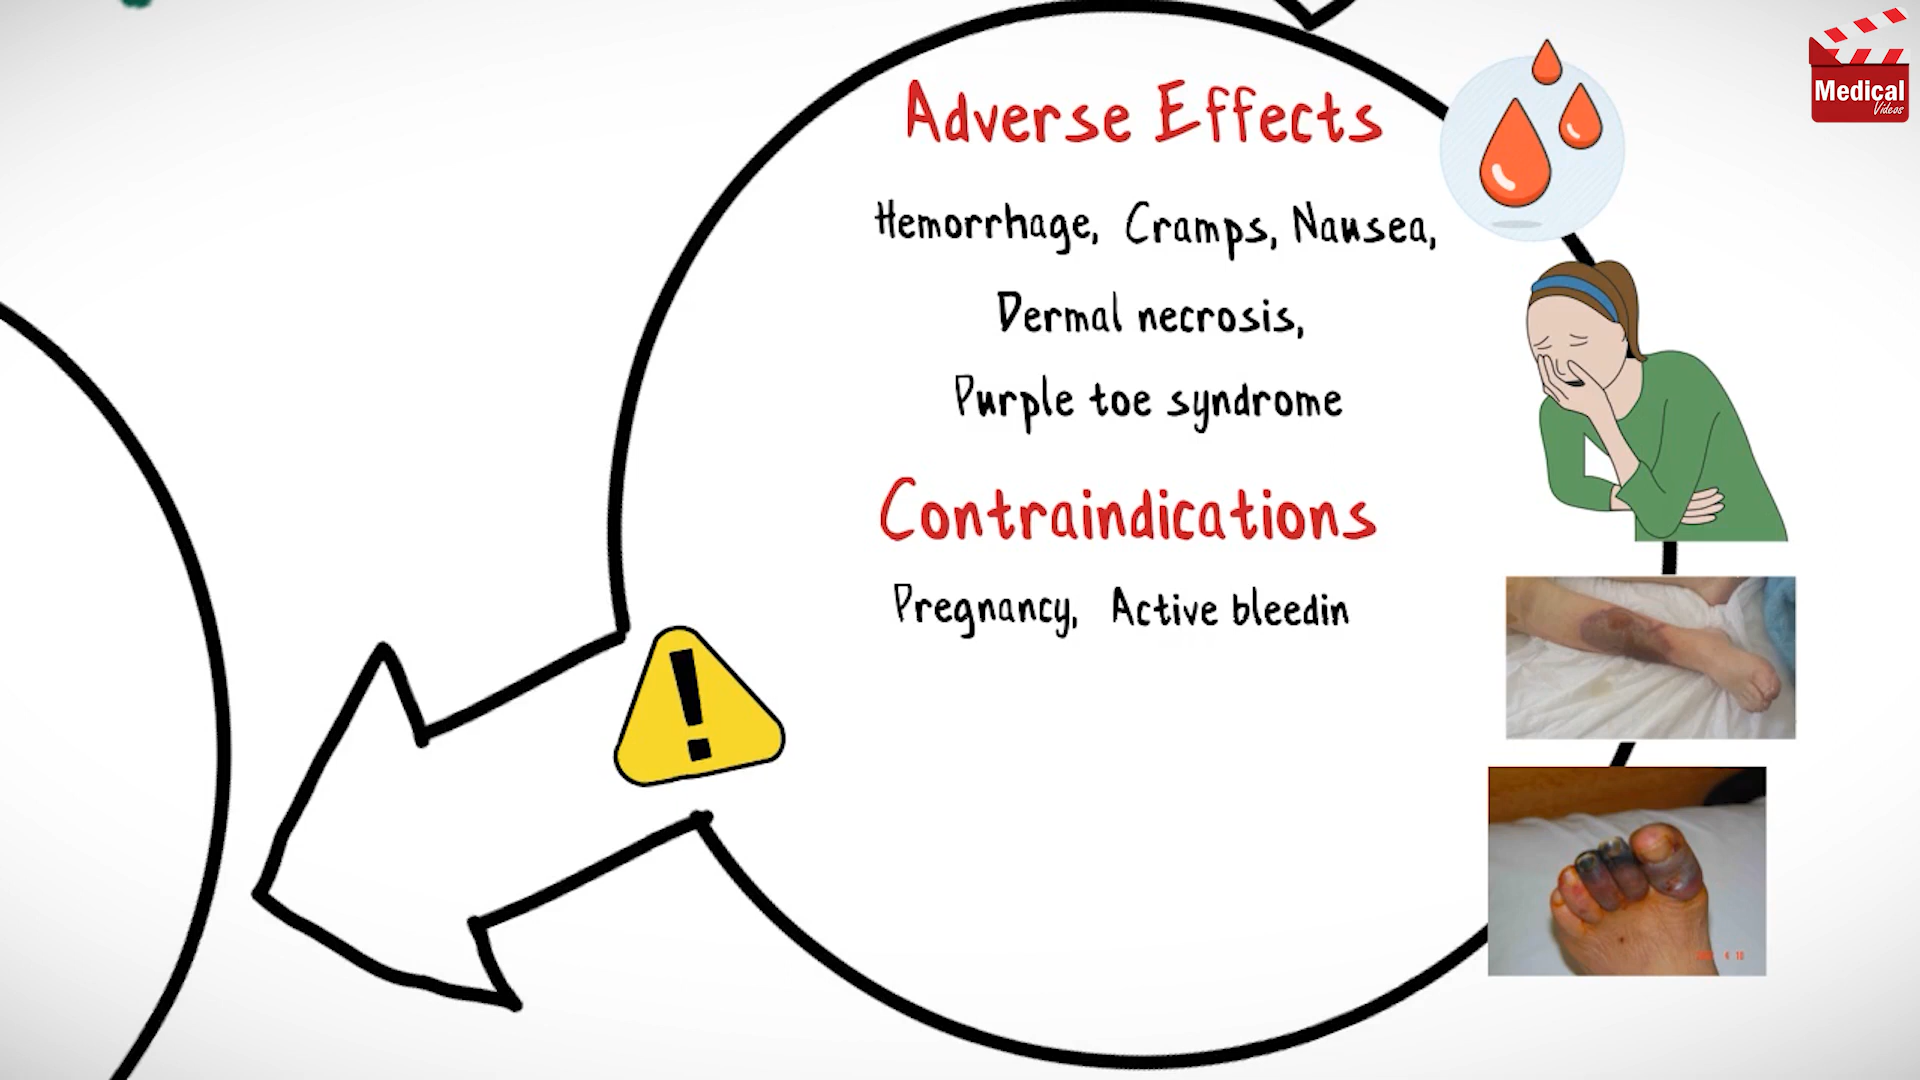 Medical
Videos
Adverse Effects
Hemorrhage, Cramps, Nausea,
Dermal necrosis,
Purple toe syndrome
Contraindications
Pregnancy, Active bleedin